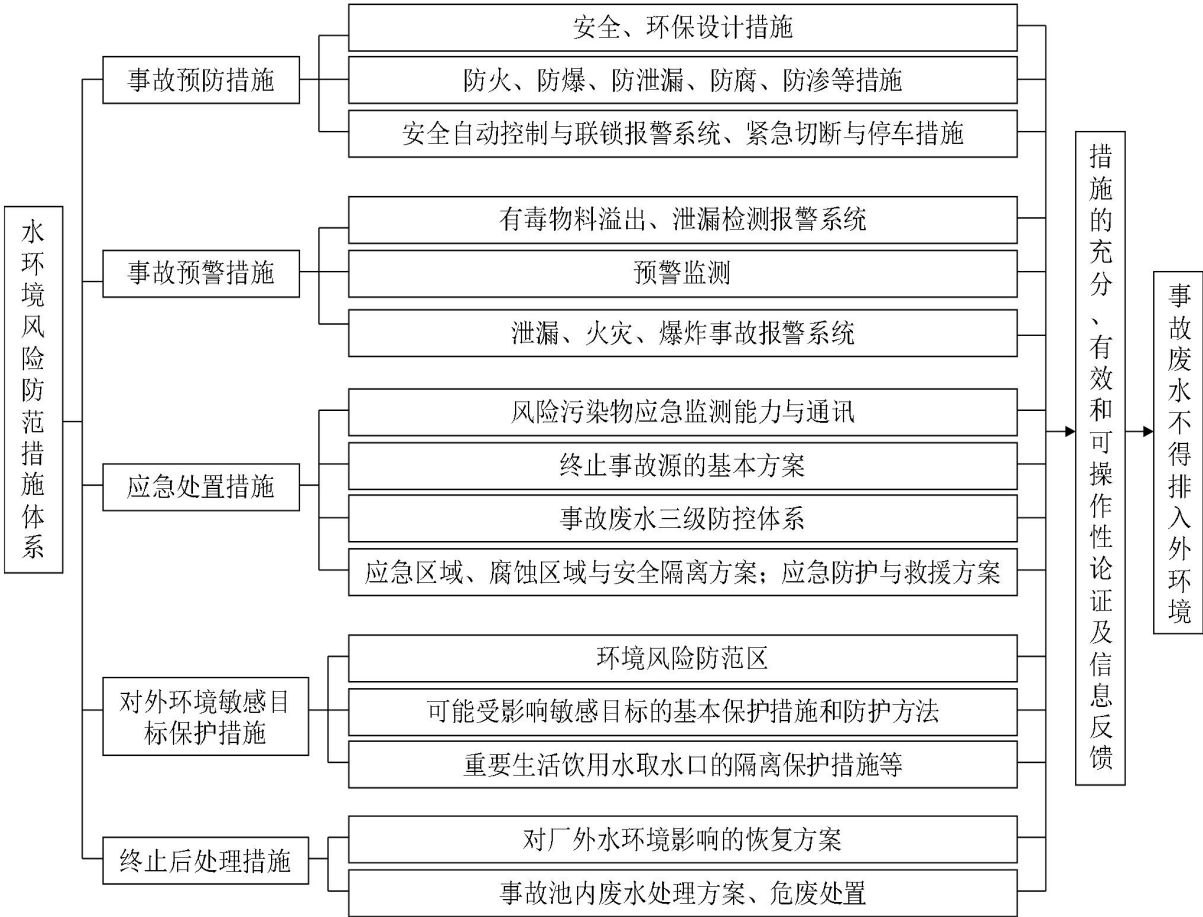 水环境风险防范措施体系
事故预防措施
安全、环保设计措施
防火、防爆、防泄漏、防腐、防渗等措施
安全自动控制与联锁报警系统、紧急切断与停车措施
事故预警措施
有毒物料溢出、泄漏检测报警系统
预警监测
泄漏、火灾、爆炸事故报警系统
应急处置措施
风险污染物应急监测能力与通讯
终止事故源的基本方案
事故废水三级防控体系
应急区域、腐蚀区域与安全隔离方案；应急防护与救援方案
对外环境敏感目
标保护措施
环境风险防范区
可能受影响敏感目标的基本保护措施和防护方法
重要生活饮用水取水口的隔离保护措施等
终止后处理措施
对厂外水环境影响的恢复方案
事故池内废水处理方案、危废处置
措施的充分、有效和可操作性论证及信息反馈
事故废水不得排入外环境